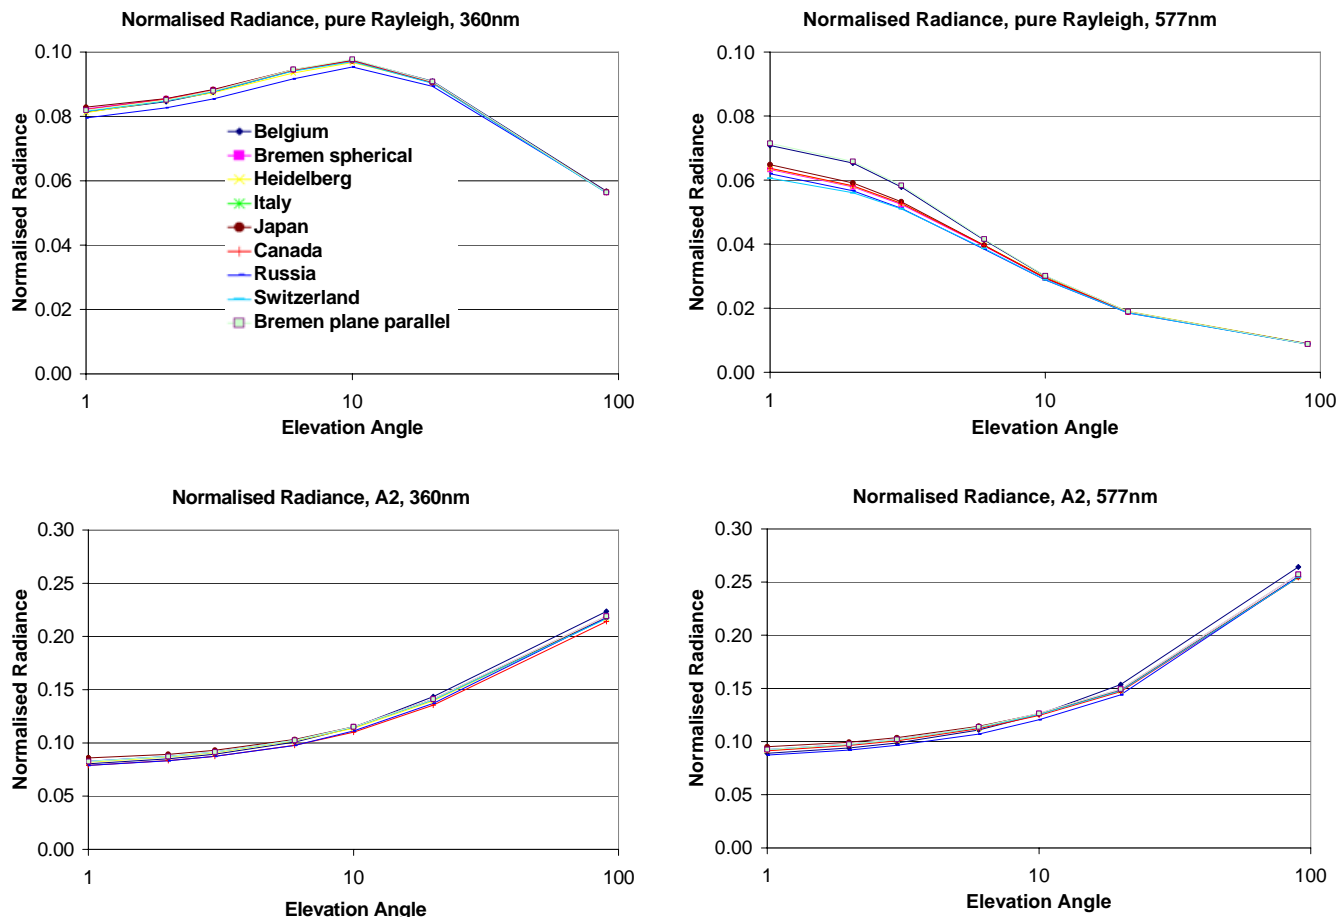 Normalised Radiance, pure Rayleigh, 360nm
0.10
0.08
0.06
0.04
0.02
0.00
Normalised Radiance
1
10
100
Elevation Angle
Belgium
Bremen spherical
Heidelberg
Italy
Japan
Canada
Russia
Switzerland
Bremen plane parallel
Normalised Radiance, pure Rayleigh, 577nm
0.10
0.08
0.06
0.04
0.02
0.00
Normalised Radiance
1
10
100
Elevation Angle
Normalised Radiance, A2, 360nm
0.30
0.25
0.20
0.15
0.10
0.05
0.00
Normalised Radiance
1
10
100
Elevation Angle
Normalised Radiance, A2, 577nm
0.30
0.25
0.20
0.15
0.10
0.05
0.00
Normalised Radiance
1
10
100
Elevation Angle